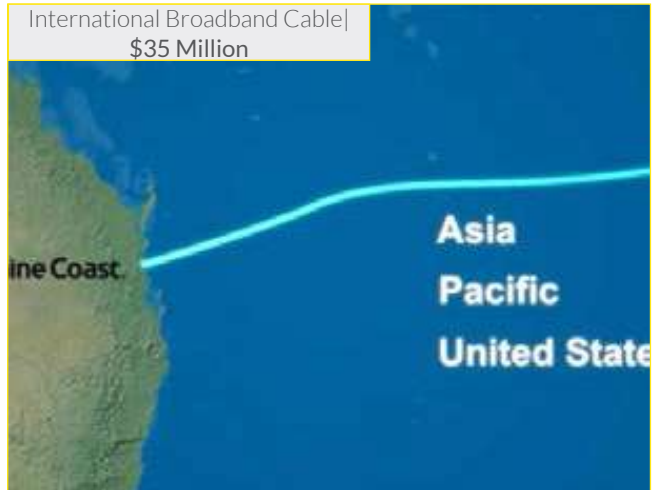 International Broadband Cable|
$35 Million
ine Coast
Asia
Pacific
United State